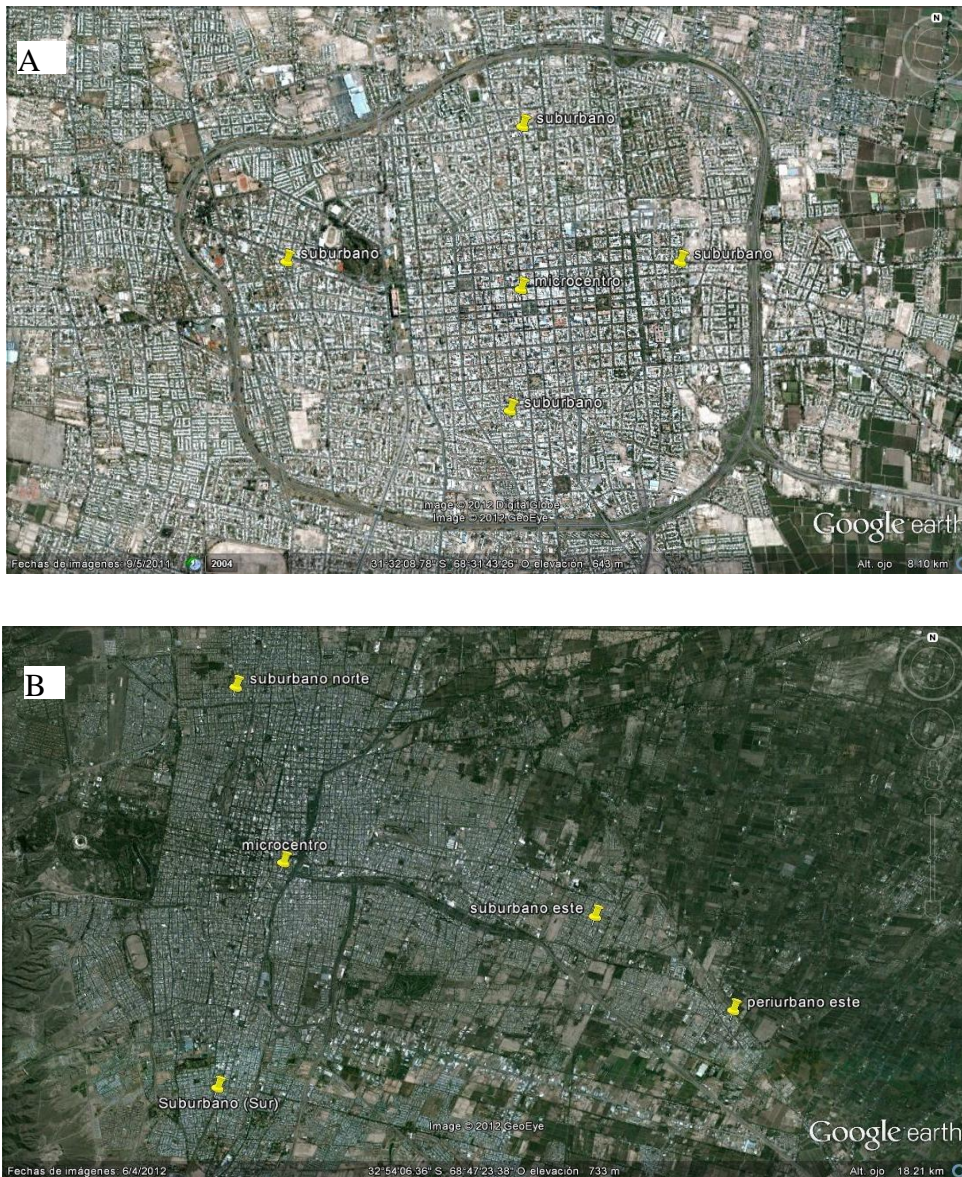 A
N
suburbano
suburbano
suburbano
microcentro
suburbano
Image © 2012 DigitalGlobe
Image © 2012 GeoEye
Google earth
Fechas de imágenes: 9/5/2011
2004
31°32'08.78" S 68°31'43.26" O elevación 643 m
Alt. ojo 8.10 km
B
N
suburbano norte
microcentro
suburbano este
periurbano este
Suburbano (Sur)
Image © 2012 GeoEye
Google earth
Fechas de imágenes: 6/4/2012
32°54'06.36" S 68°47'23.38" O elevación 733 m
Alt. ojo 18.21 km